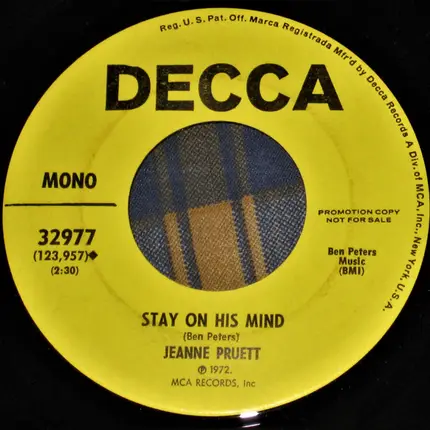 Reg. U.S. Pat. Off. Marca Registrada Mfr'd by Decca Records A Div. of MCA, Inc., New York, U.S.A.
DECCA
MONO
32977
(123,957)◆
(2:30)
PROMOTION COPY
NOT FOR SALE
Ben Peters
Music
(BMI)
STAY ON HIS MIND
(Ben Peters)
JEANNE PRUETT
℗ 1972.
MCA RECORDS, Inc